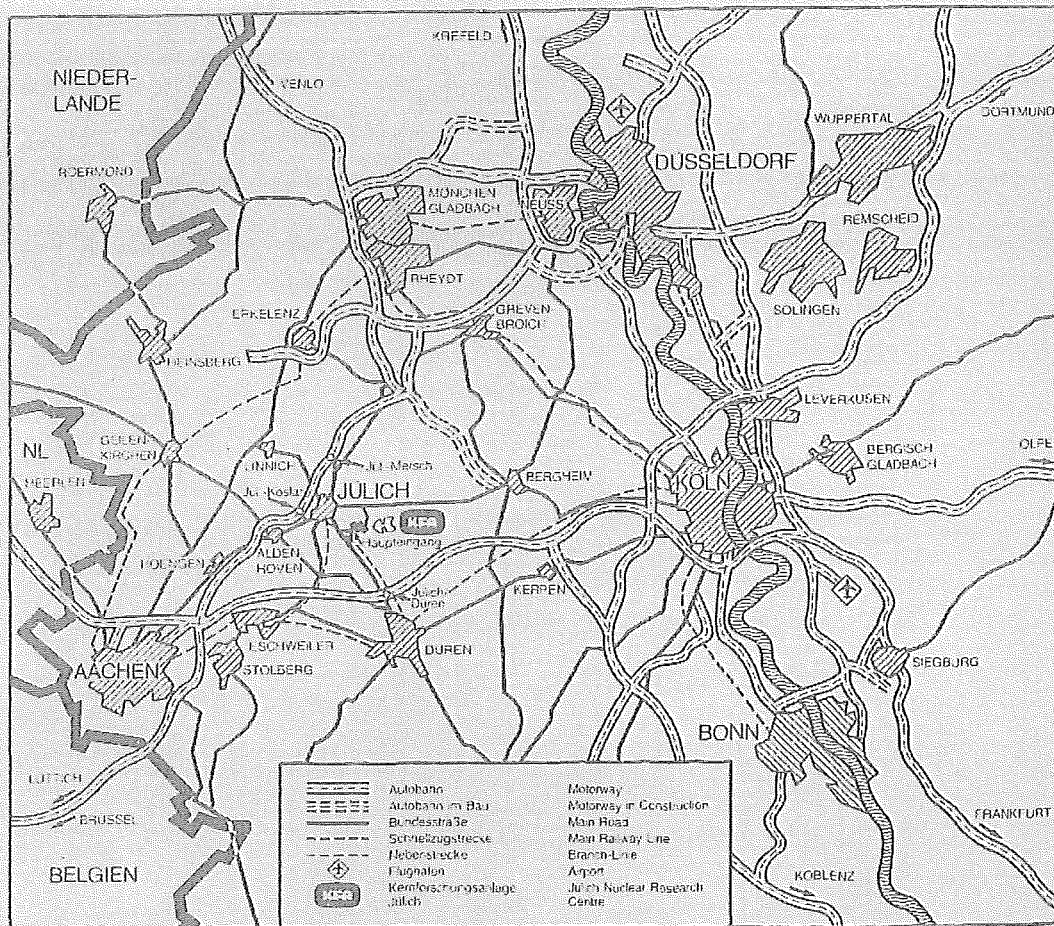 KREFELD
NIEDER-
LANDE
VENLO
WUPPERTAL
DORTMUND
DÜSSELDORF
ROERMOND
MÖNCHEN
GLADBACH
NEUSS
REMSCHEID
RHEYDT
SOLINGEN
ERKELENZ
GREVEN
BROICH
HEINSBERG
LEVERKUSEN
GEILEN-
KIRCHEN
NL
LINNICH
Jül.-Mersch
BERGISCH
GLADBACH
OLPE
HEERLEN
Jül.-Koslar
JÜLICH
BERGHEIM
KÖLN
KFA
Haupteingang
ALDEN
HOVEN
HOENGEN
Jülich/
Düren
KERPEN
ESCHWEILER
DÜREN
SIEGBURG
AACHEN
STOLBERG
BONN
LÜTTICH
BRÜSSEL
FRANKFURT
BELGIEN
KOBLENZ
Autobahn Motorway
Autobahn im Bau Motorway in Construction
Bundesstraße Main Road
Schnellzugstrecke Main Railway Line
Nebenstrecke Branch-Line
Flughafen Airport
KFA Kernforschungsanlage Jülich Nuclear Research
Jülich Centre